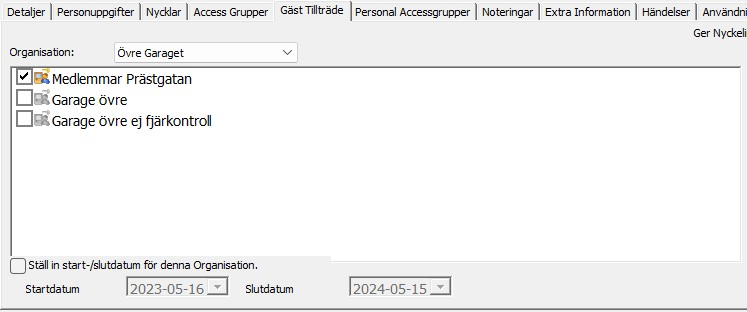 Detaljer Personuppgifter Nycklar Access Grupper Gäst Tillträde Personal Accessgrupper Noteringar Extra Information Händelser Användni
Ger Nyckeli
Organisation: Övre Garaget
Medlemmar Prästgatan
Garage övre
Garage övre ej fjärkontroll
Ställ in start-/slutdatum för denna Organisation.
Startdatum 2023-05-16 Slutdatum 2024-05-15